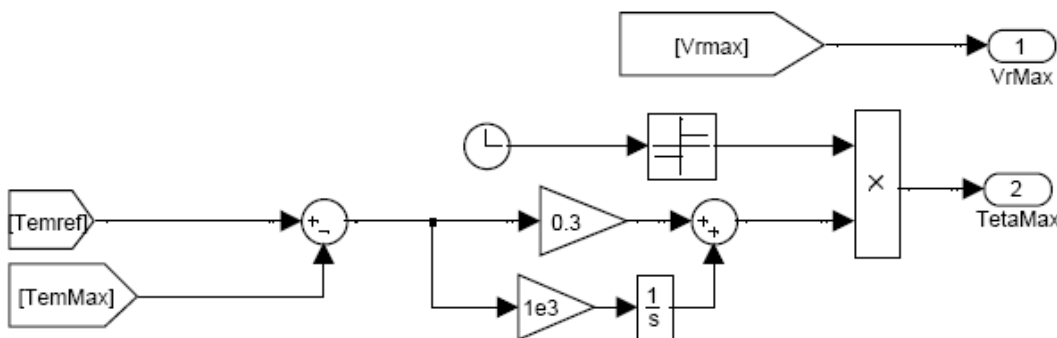 [Vrmax]
1
VrMax
[Temref]
+
-
0.3
+
+
×
2
TetaMax
[TemMax]
1e3
1
s